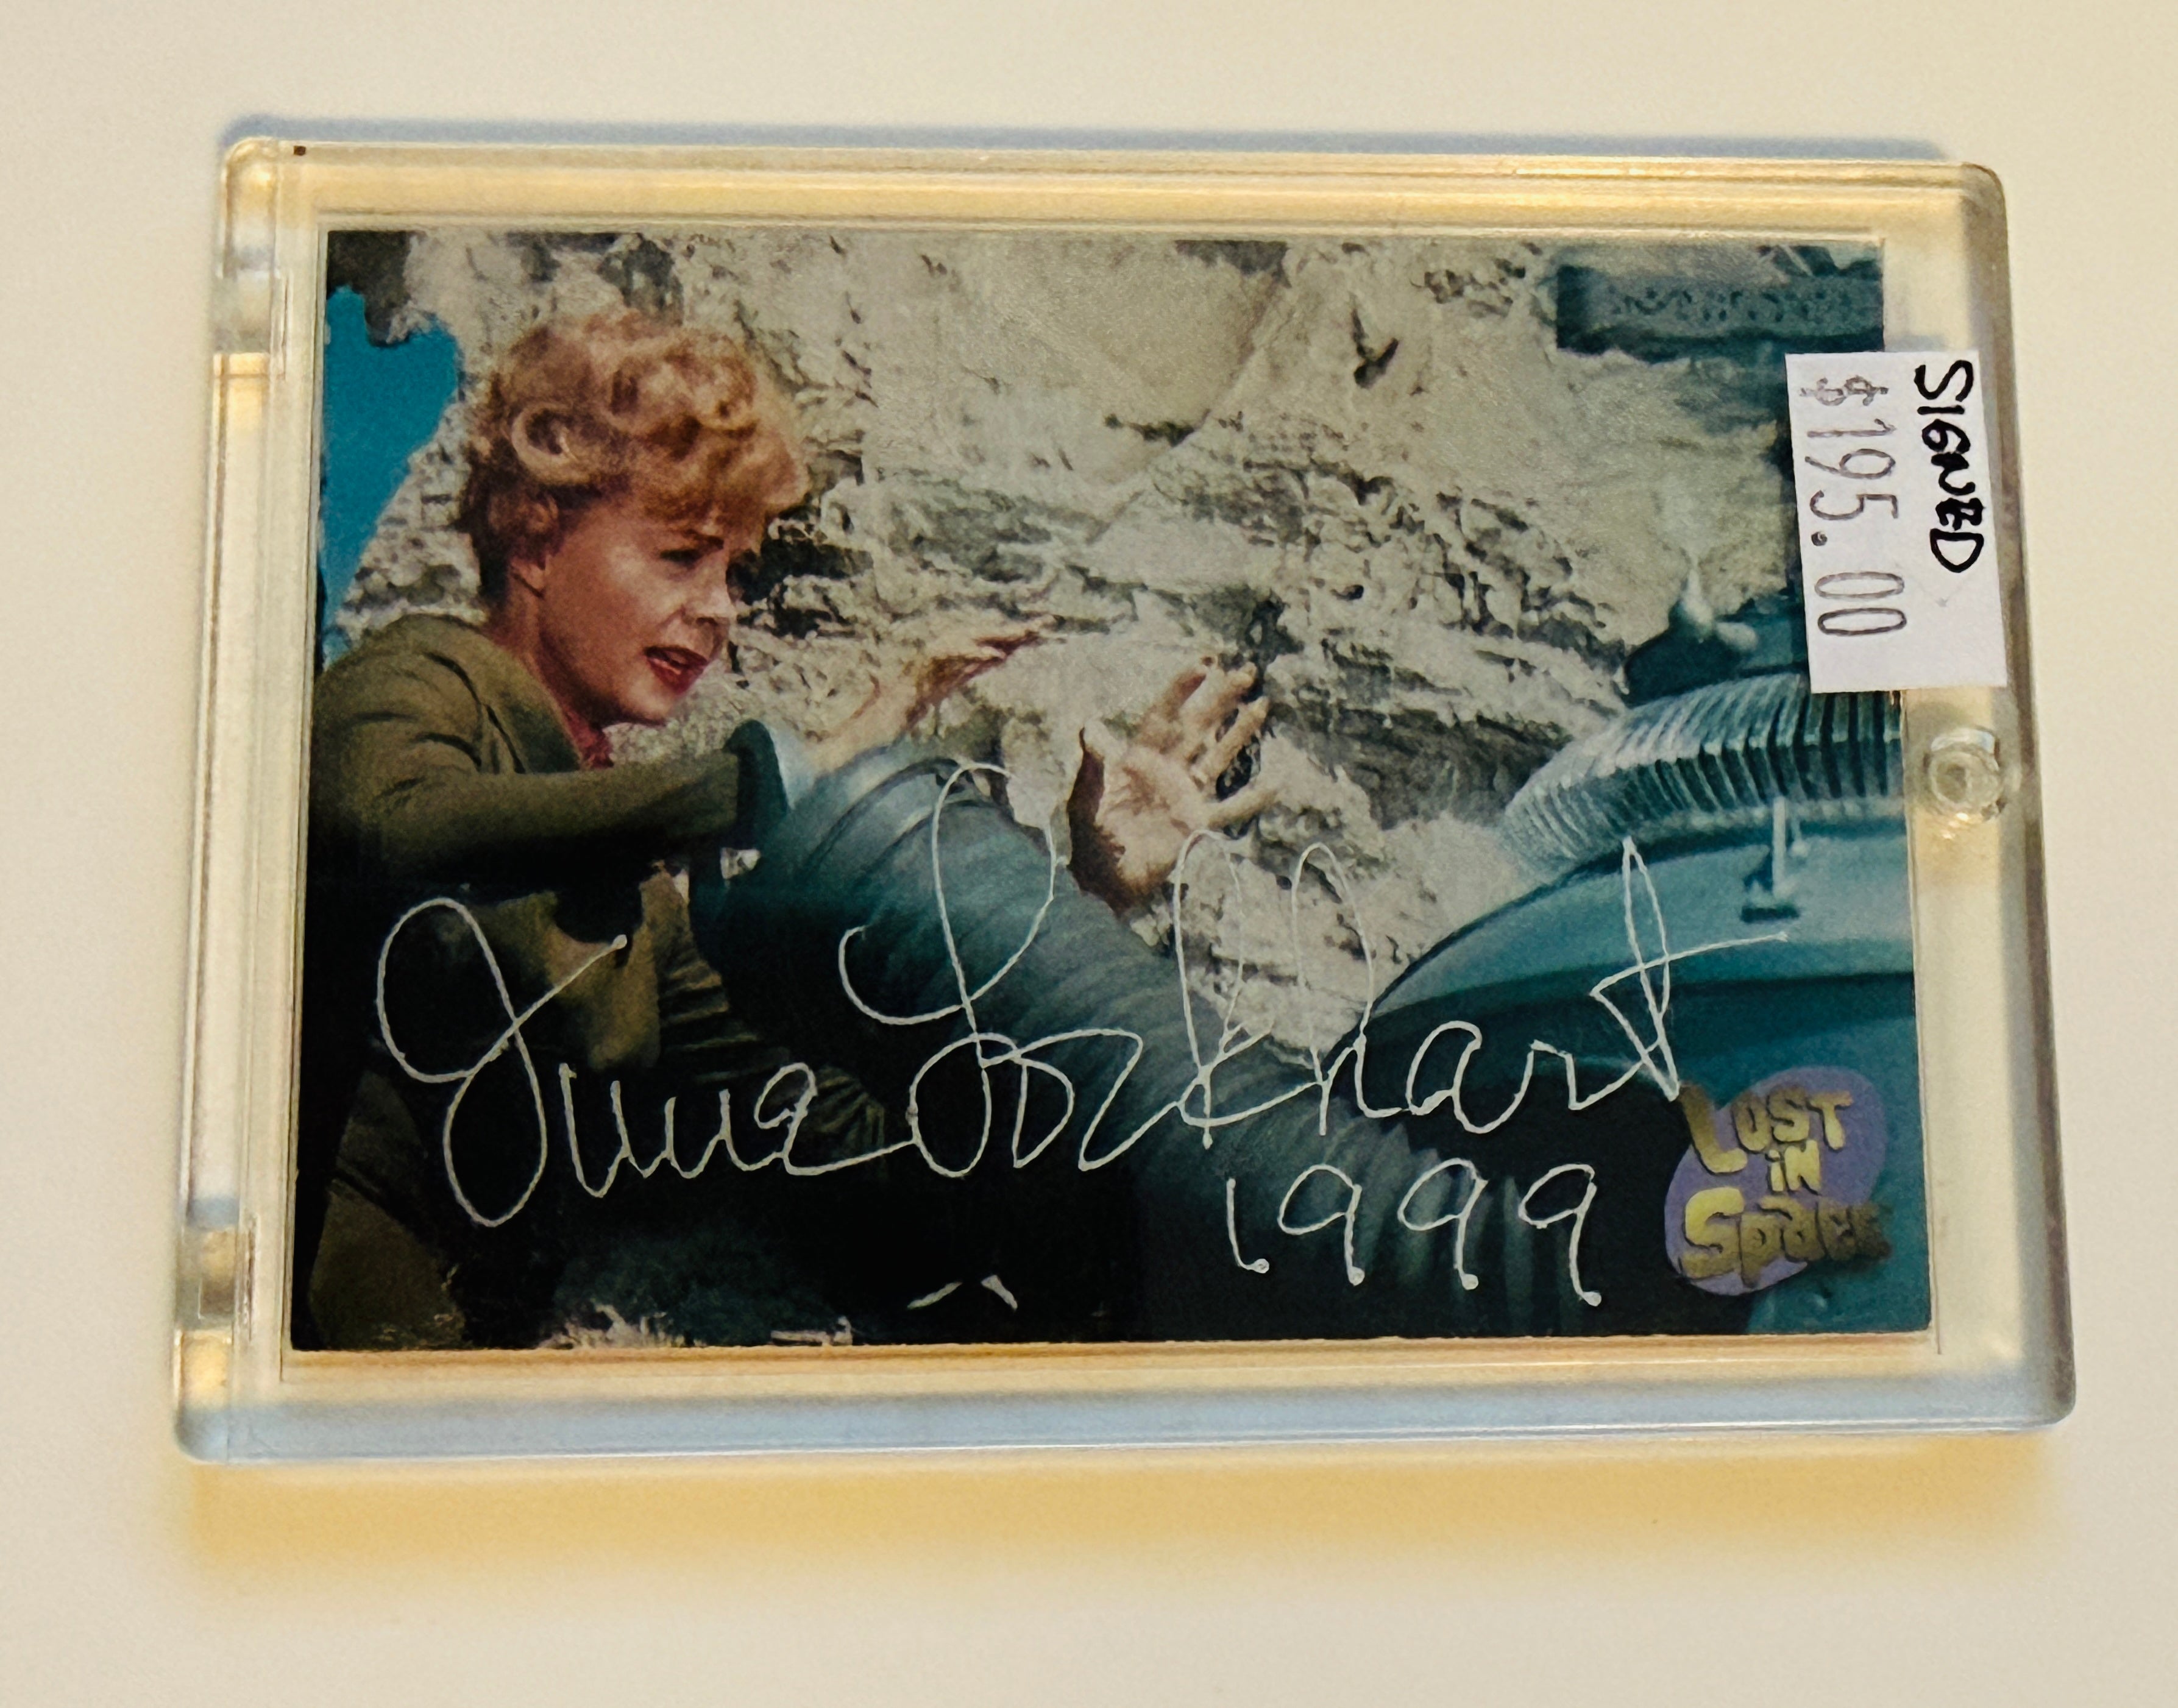 SIGNED
$195.00
June Lockhart
1999
LOST
iN
Space